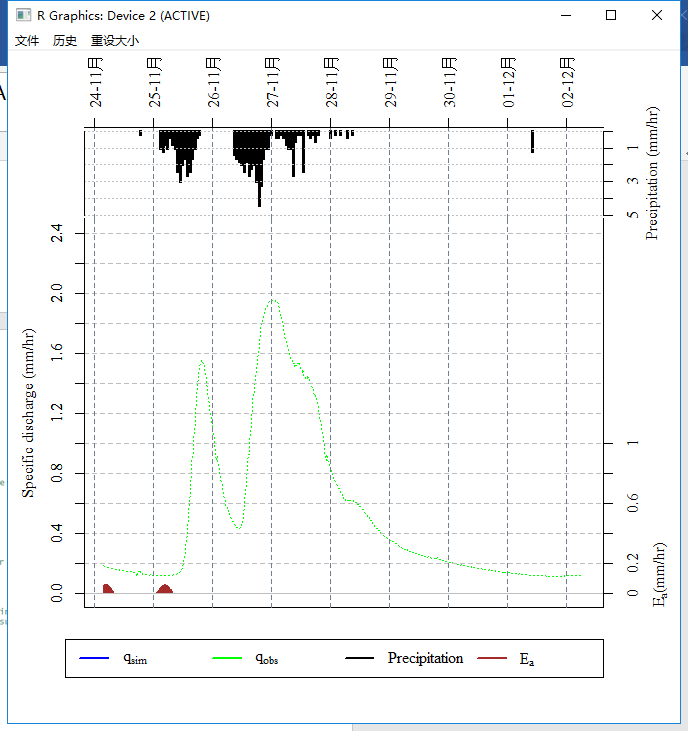 R Graphics: Device 2 (ACTIVE)
文件 历史 重设大小
24-11月 25-11月 26-11月 27-11月 28-11月 29-11月 30-11月 01-12月 02-12月
Precipitation (mm/hr)
1 3 5
Specific discharge (mm/hr)
2.4
2.0
1.6
1.2
0.8
0.4
0.0
1
0.6
0.2
0
Ea(mm/hr)
qsim qobs Precipitation Ea